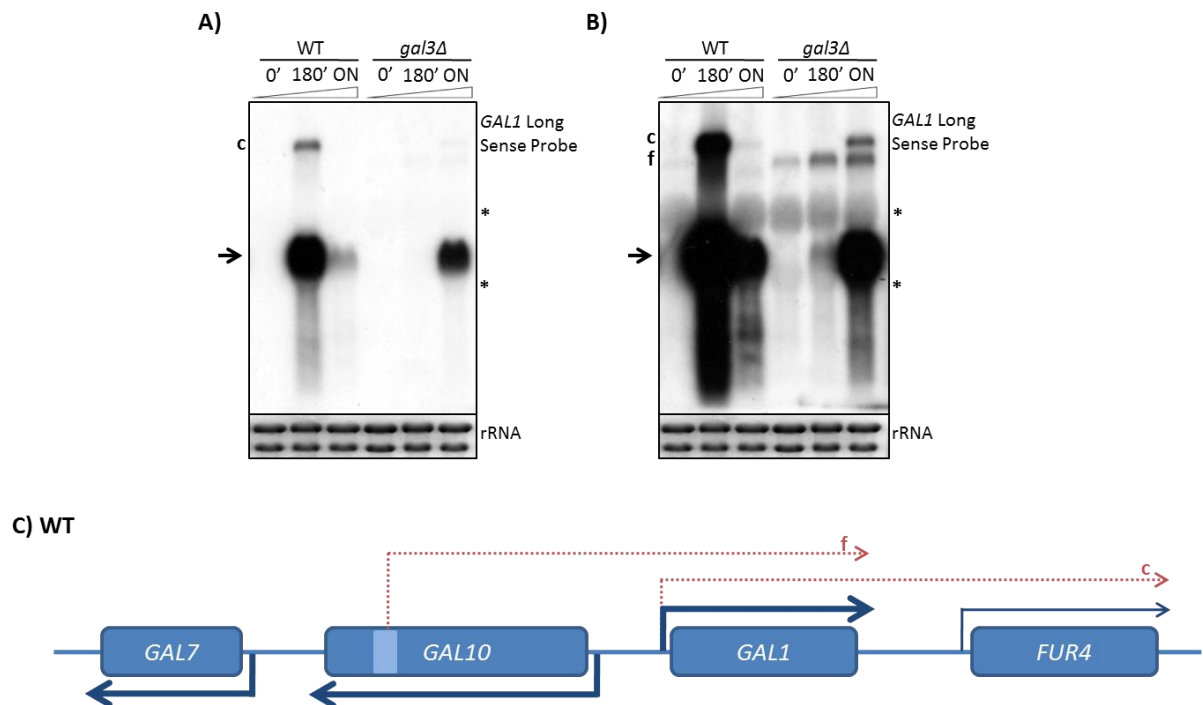 A)
WT gal3Δ
0' 180' ON 0' 180' ON
GAL1 Long
Sense Probe
c
*
*
rRNA
B)
WT gal3Δ
0' 180' ON 0' 180' ON
GAL1 Long
Sense Probe
c
f
*
*
rRNA
C) WT
f
c
GAL7 GAL10 GAL1 FUR4